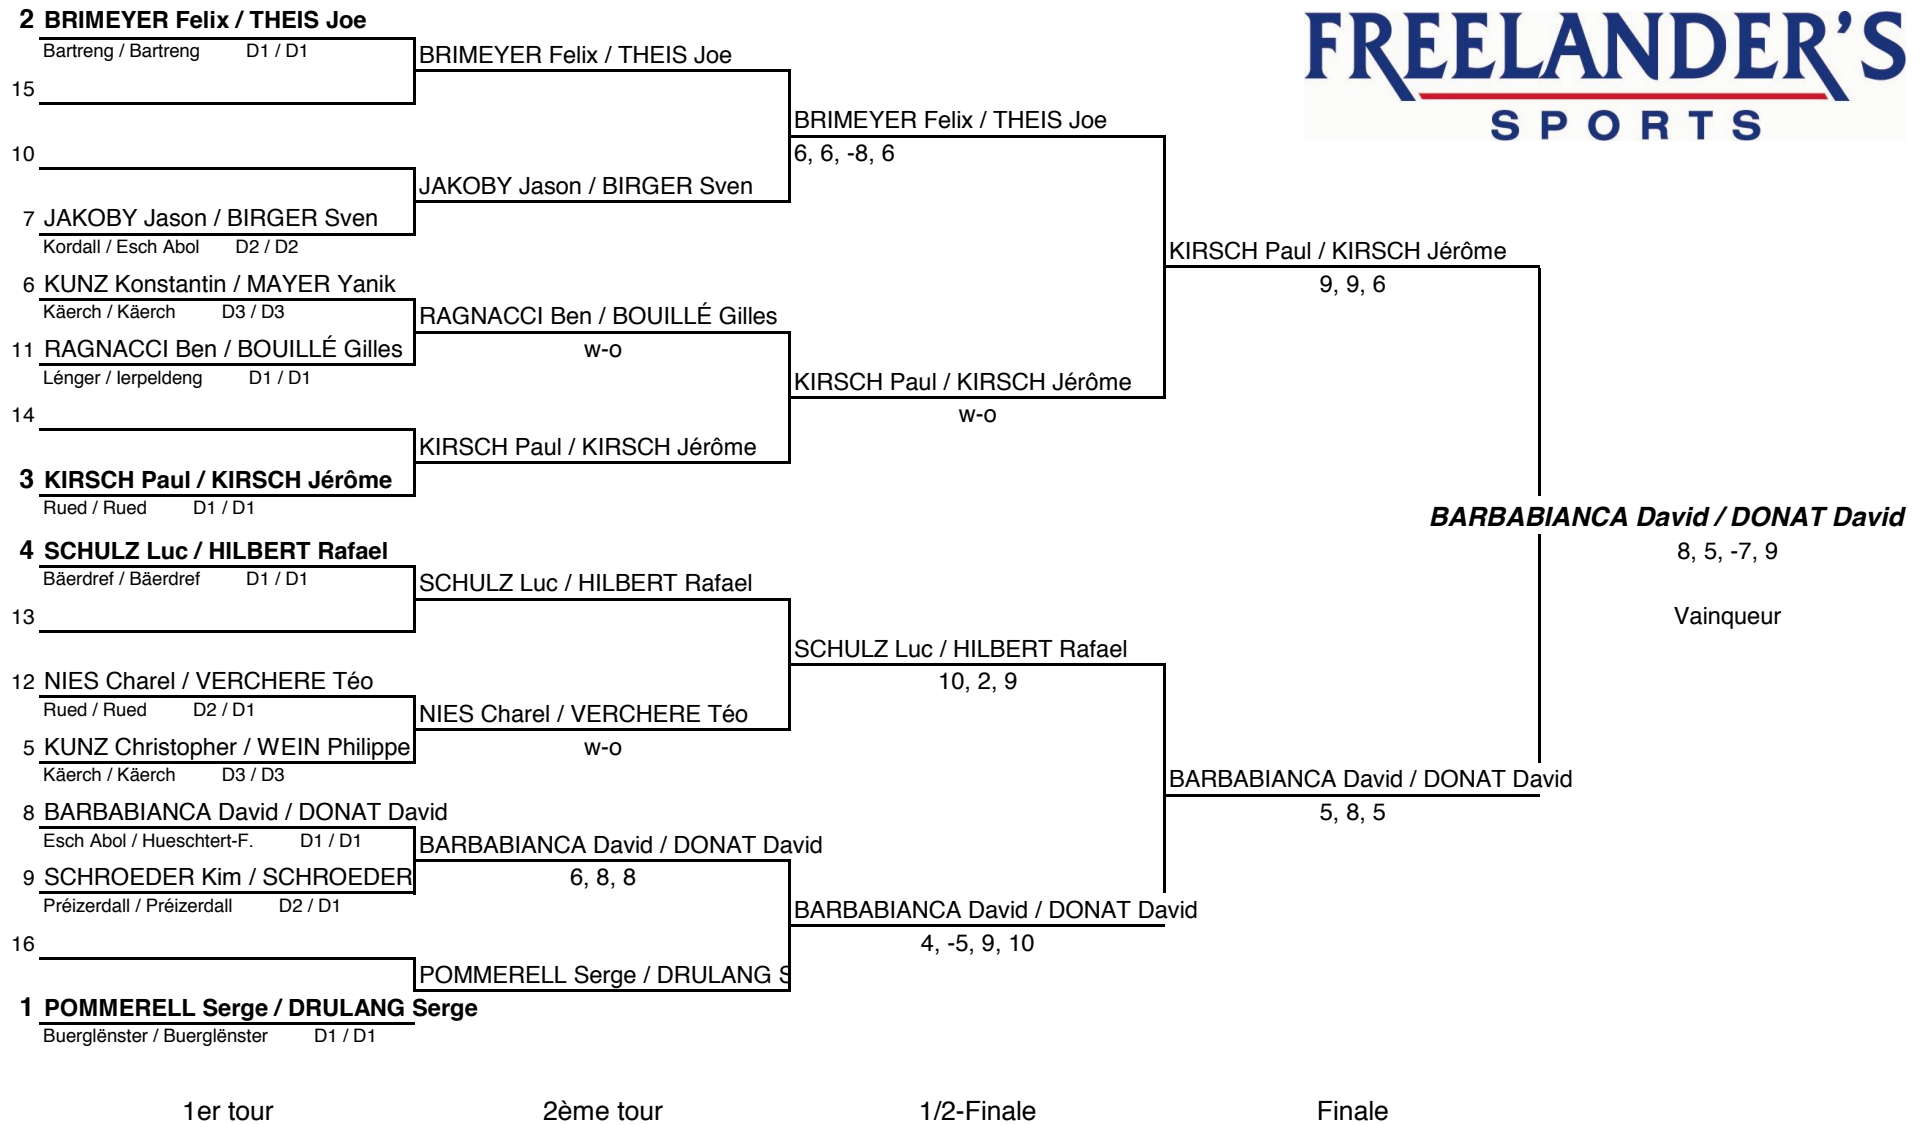 FREELANDER'S
SPORTS
2 BRIMEYER Felix / THEIS Joe
Bartreng / Bartreng D1 / D1
15
10
7 JAKOBY Jason / BIRGER Sven
Kordall / Esch Abol D2 / D2
6 KUNZ Konstantin / MAYER Yanik
Käerch / Käerch D3 / D3
11 RAGNACCI Ben / BOUILLÉ Gilles
Lénger / Ierpeldeng D1 / D1
14
3 KIRSCH Paul / KIRSCH Jérôme
Rued / Rued D1 / D1
4 SCHULZ Luc / HILBERT Rafael
Bäerdref / Bäerdref D1 / D1
13
12 NIES Charel / VERCHERE Téo
Rued / Rued D2 / D1
5 KUNZ Christopher / WEIN Philippe
Käerch / Käerch D3 / D3
8 BARBABIANCA David / DONAT David
Esch Abol / Hueschtert-F. D1 / D1
9 SCHROEDER Kim / SCHROEDER
Préizerdall / Préizerdall D2 / D1
16
1 POMMERELL Serge / DRULANG Serge
Buerglënster / Buerglënster D1 / D1
1er tour
BRIMEYER Felix / THEIS Joe
JAKOBY Jason / BIRGER Sven
RAGNACCI Ben / BOUILLÉ Gilles
w-o
KIRSCH Paul / KIRSCH Jérôme
SCHULZ Luc / HILBERT Rafael
NIES Charel / VERCHERE Téo
w-o
BARBABIANCA David / DONAT David
6, 8, 8
POMMERELL Serge / DRULANG S
2ème tour
BRIMEYER Felix / THEIS Joe
6, 6, -8, 6
KIRSCH Paul / KIRSCH Jérôme
w-o
SCHULZ Luc / HILBERT Rafael
10, 2, 9
BARBABIANCA David / DONAT David
4, -5, 9, 10
1/2-Finale
KIRSCH Paul / KIRSCH Jérôme
9, 9, 6
BARBABIANCA David / DONAT David
5, 8, 5
Finale
BARBABIANCA David / DONAT David
8, 5, -7, 9
Vainqueur